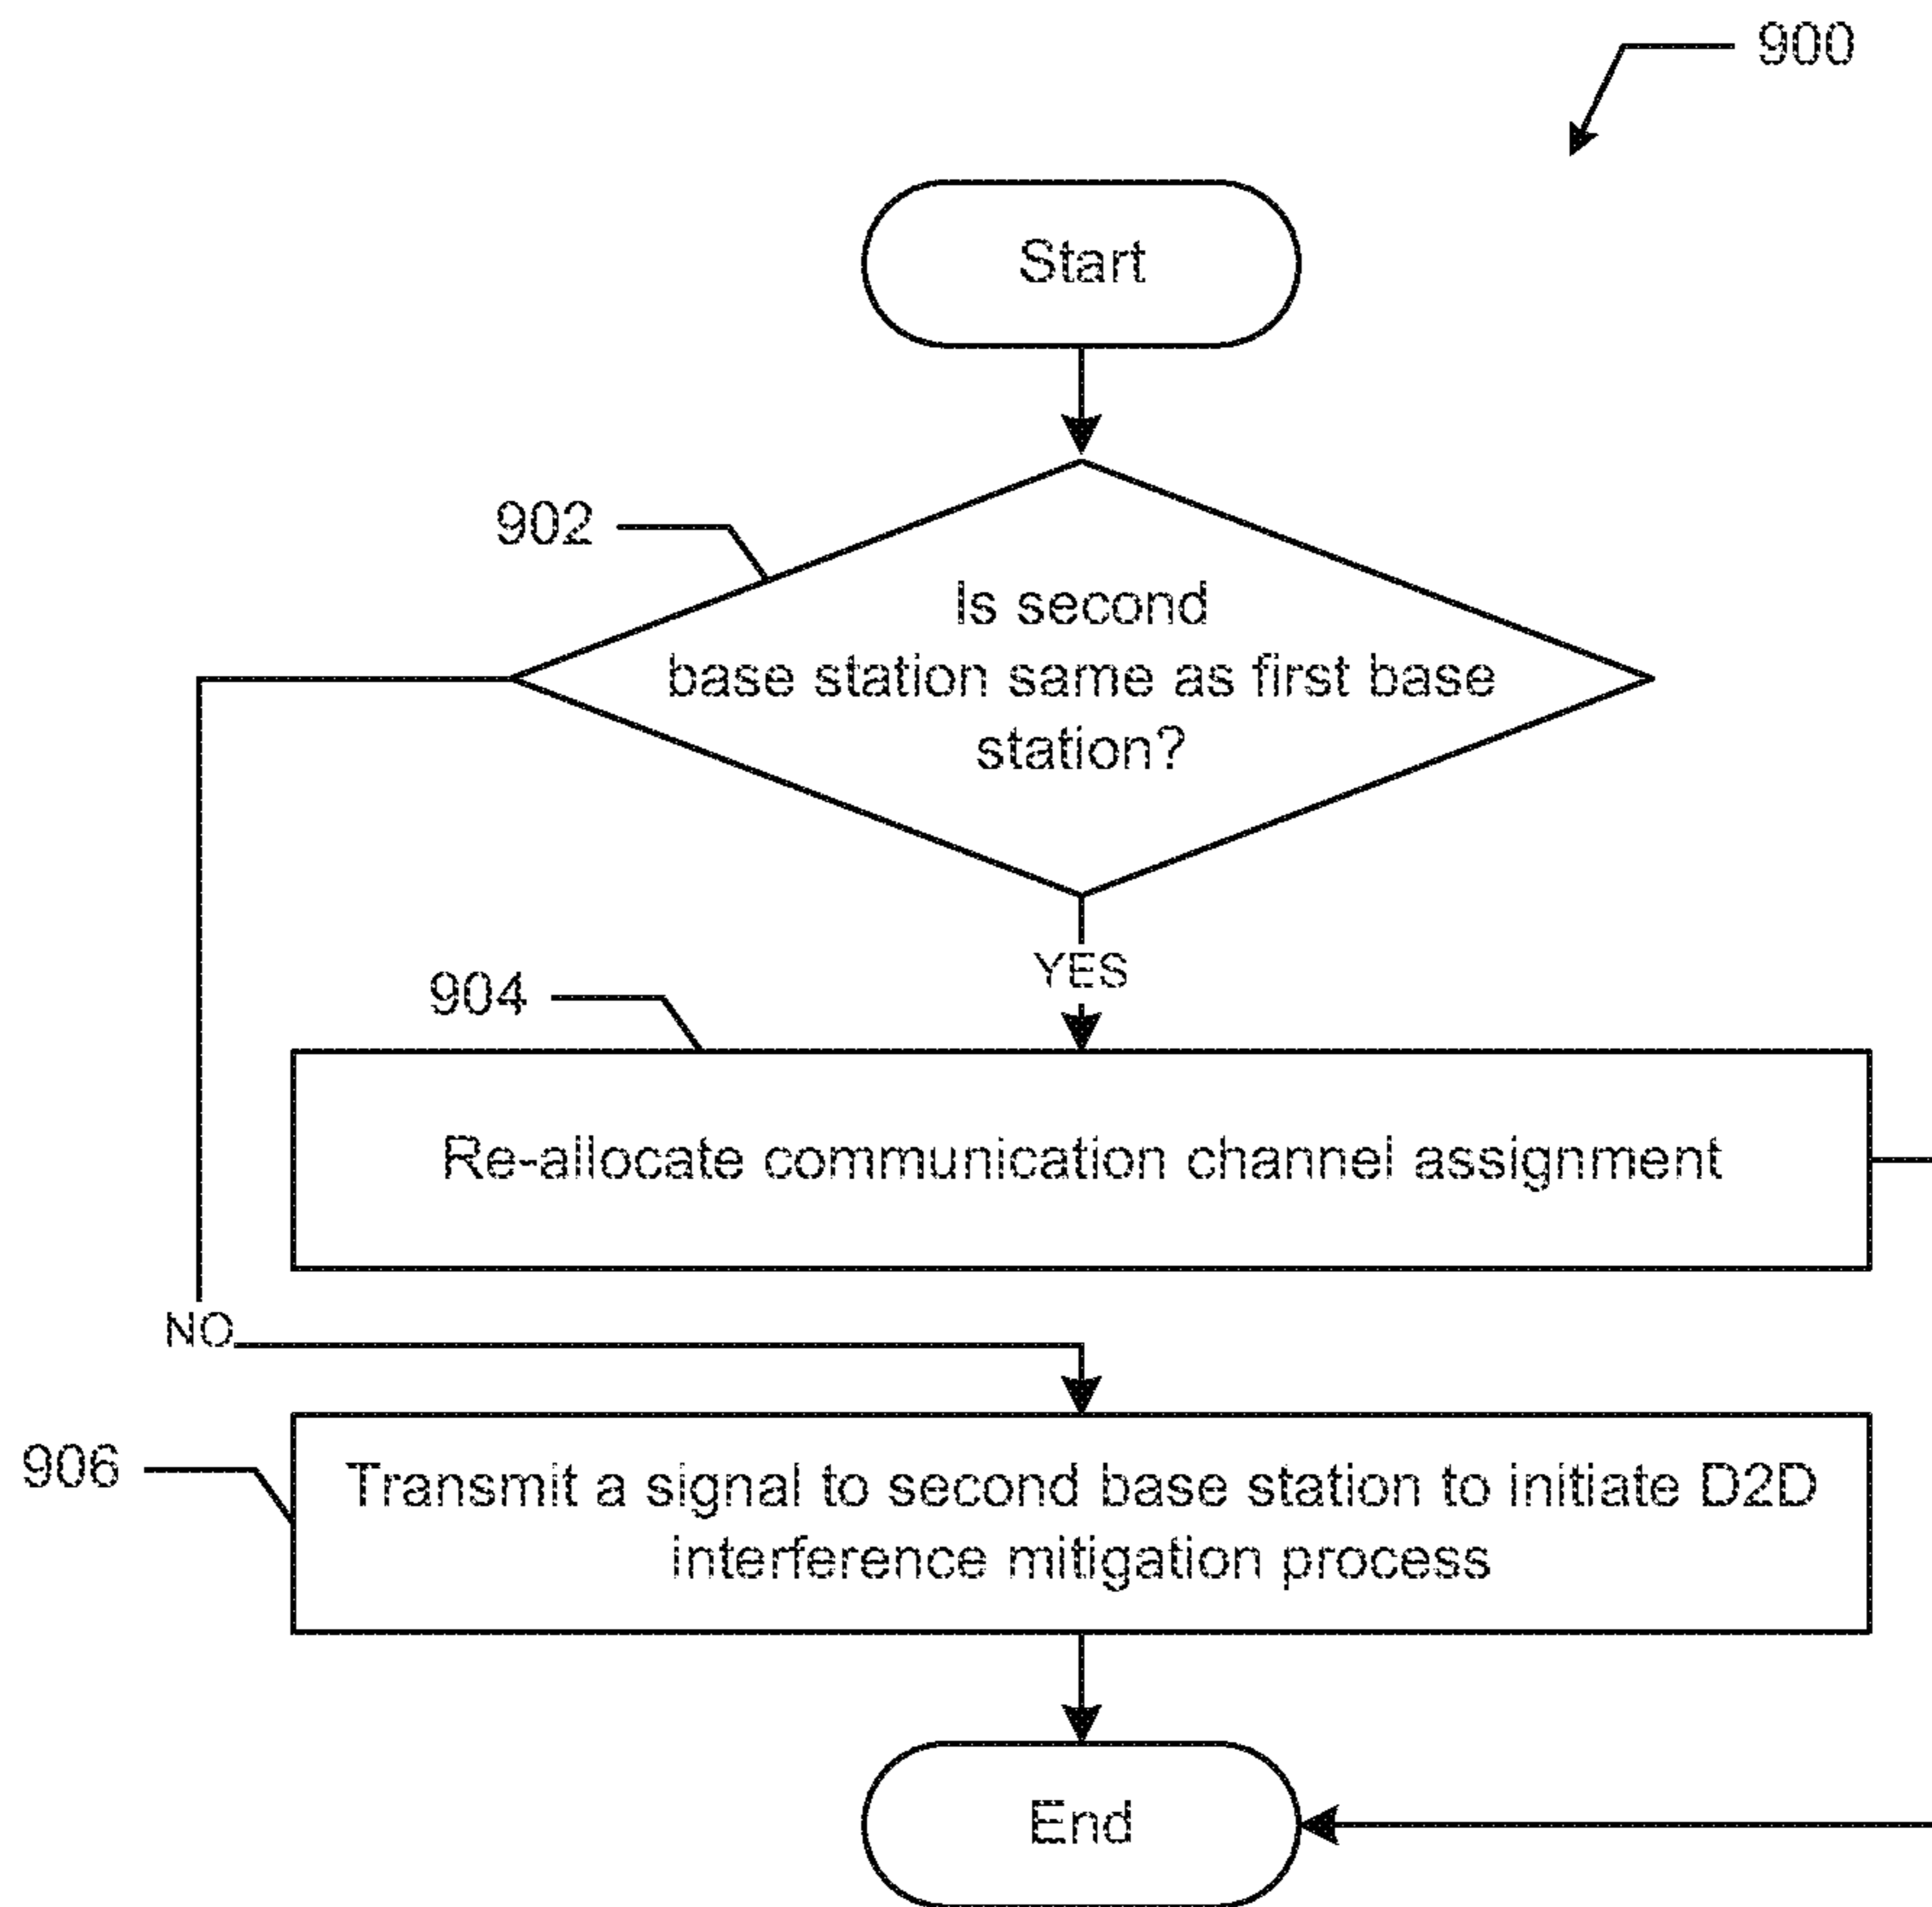 900
Start
902
Is second
base station same as first base
station?
YES
904
Re-allocate communication channel assignment
NO
906
Transmit a signal to second base station to initiate D2D
interference mitigation process
End